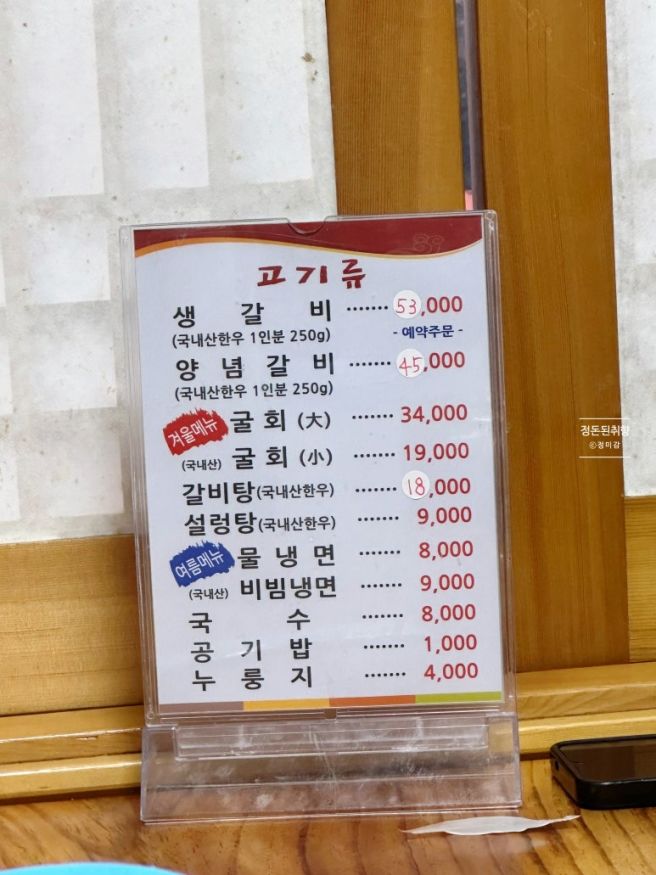 고기류
생 갈 비 ······· 53,000
(국내산한우 1인분 250g) - 예약주문 -
양 념 갈 비 ······· 45,000
(국내산한우 1인분 250g)
겨울메뉴 굴 회 (大) ······· 34,000
(국내산) 굴 회 (小) ······· 19,000
갈비탕(국내산한우) ······· 18,000
설렁탕(국내산한우) ······· 9,000
여름메뉴 물 냉 면 ······· 8,000
(국내산) 비빔냉면 ······· 9,000
국 수 ······· 8,000
공 기 밥 ······· 1,000
누 룽 지 ······· 4,000
정돈된취향
ⓒ정미감